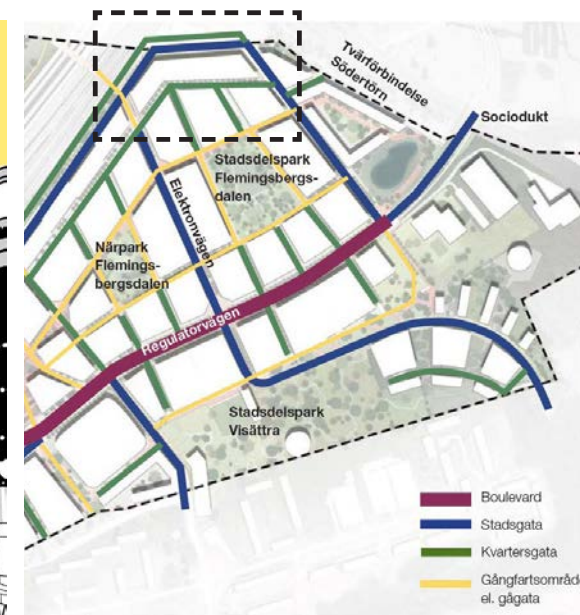 Tvärförbindelse
Södertörn
Sociodukt
Stadsdelspark
Flemingsbergs-
dalen
Elektronvägen
Närpark
Flemings-
bergsdalen
Regulatorvägen
Stadsdelspark
Visättra
Boulevard
Stadsgata
Kvartersgata
Gångfartsområde
el. gågata